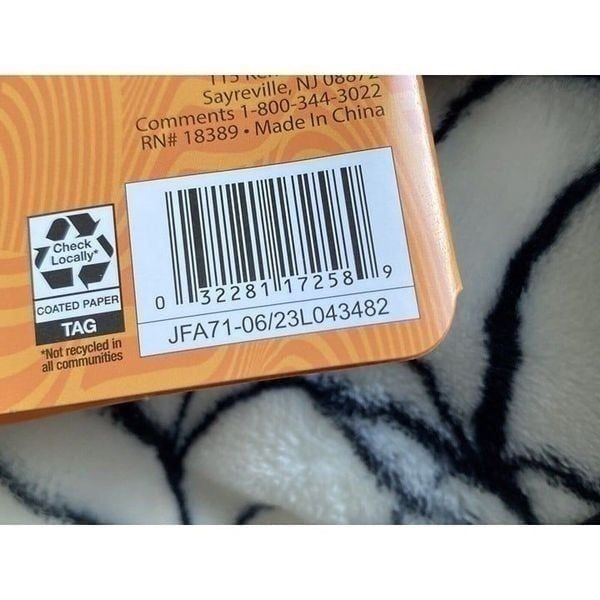 Sayreville, NJ 08872
Comments 1-800-344-3022
RN# 18389 • Made In China
Check
Locally*
COATED PAPER
TAG
*Not recycled in
all communities
0 32281 17258 9
JFA71-06/23L043482